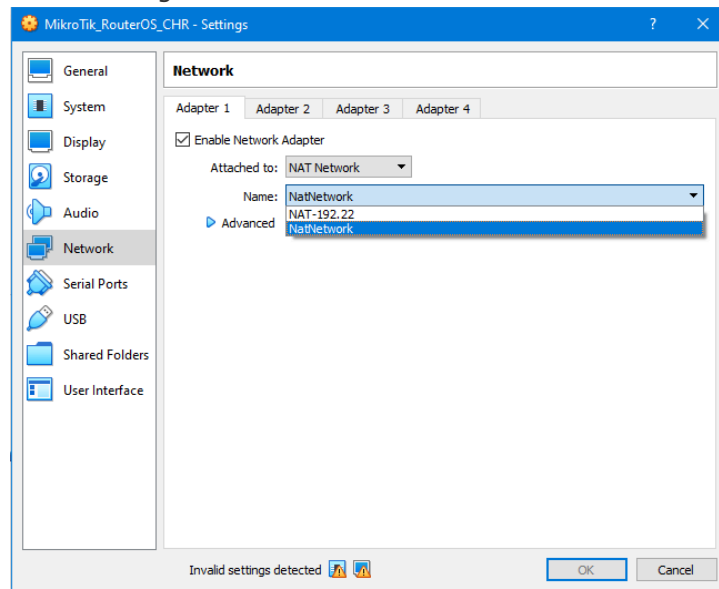 MikroTik_RouterOS_CHR - Settings
?
General
System
Display
Storage
Audio
Network
Serial Ports
USB
Shared Folders
User Interface
Network
Adapter 1 Adapter 2 Adapter 3 Adapter 4
Enable Network Adapter
Attached to: NAT Network
Name: NatNetwork
NAT-192.22
NatNetwork
Advanced
Invalid settings detected
OK Cancel